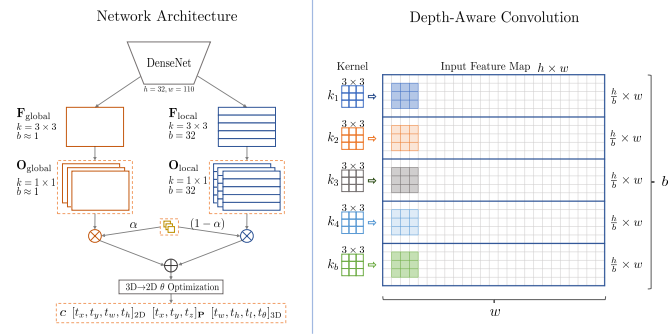 Network Architecture
DenseNet
h = 32, w = 110
F_global
k = 3 × 3
b ≈ 1
F_local
k = 3 × 3
b = 32
O_global
k = 1 × 1
b ≈ 1
O_local
k = 1 × 1
b = 32
α
(1 − α)
3D→2D θ Optimization
c [t_x, t_y, t_w, t_h]_2D [t_x, t_y, t_z]_P [t_w, t_h, t_l, t_θ]_3D
Depth-Aware Convolution
Kernel
Input Feature Map h × w
3 × 3
k_1
h/b × w
3 × 3
k_2
h/b × w
3 × 3
k_3
h/b × w
3 × 3
k_4
h/b × w
3 × 3
k_b
h/b × w
b
w